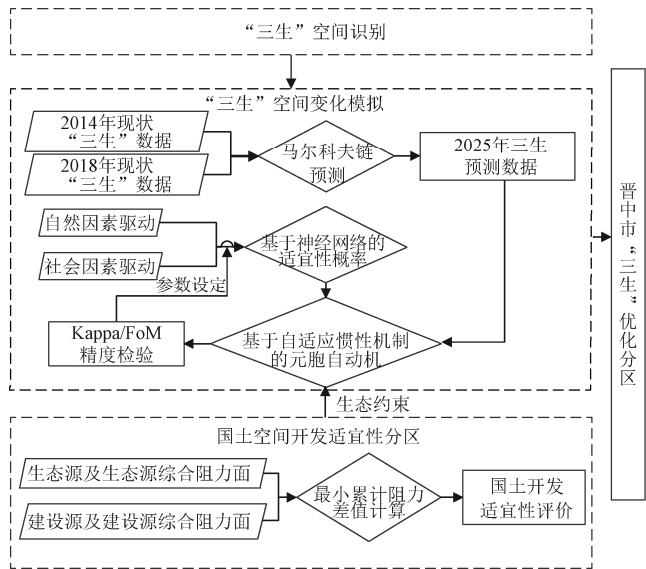 “三生”空间识别
“三生”空间变化模拟
2014年现状
“三生”数据
2018年现状
“三生”数据
马尔科夫链
预测
2025年三生
预测数据
自然因素驱动
社会因素驱动
基于神经网络的
适宜性概率
参数设定
Kappa/FoM
精度检验
基于自适应惯性机制
的元胞自动机
生态约束
国土空间开发适宜性分区
生态源及生态源综合阻力面
建设源及建设源综合阻力面
最小累计阻力
差值计算
国土开发
适宜性评价
晋中市“三生”优化分区